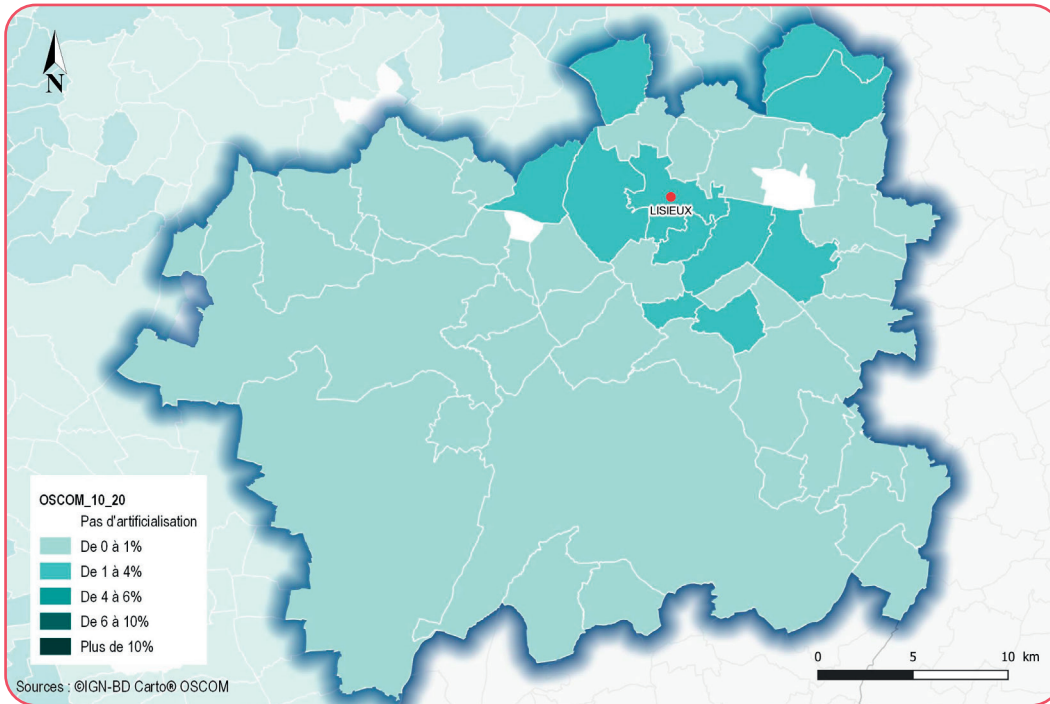 N
LISIEUX
OSCOM_10_20
Pas d'artificialisation
De 0 à 1%
De 1 à 4%
De 4 à 6%
De 6 à 10%
Plus de 10%
0 5 10 km
Sources : ©IGN-BD Carto® OSCOM